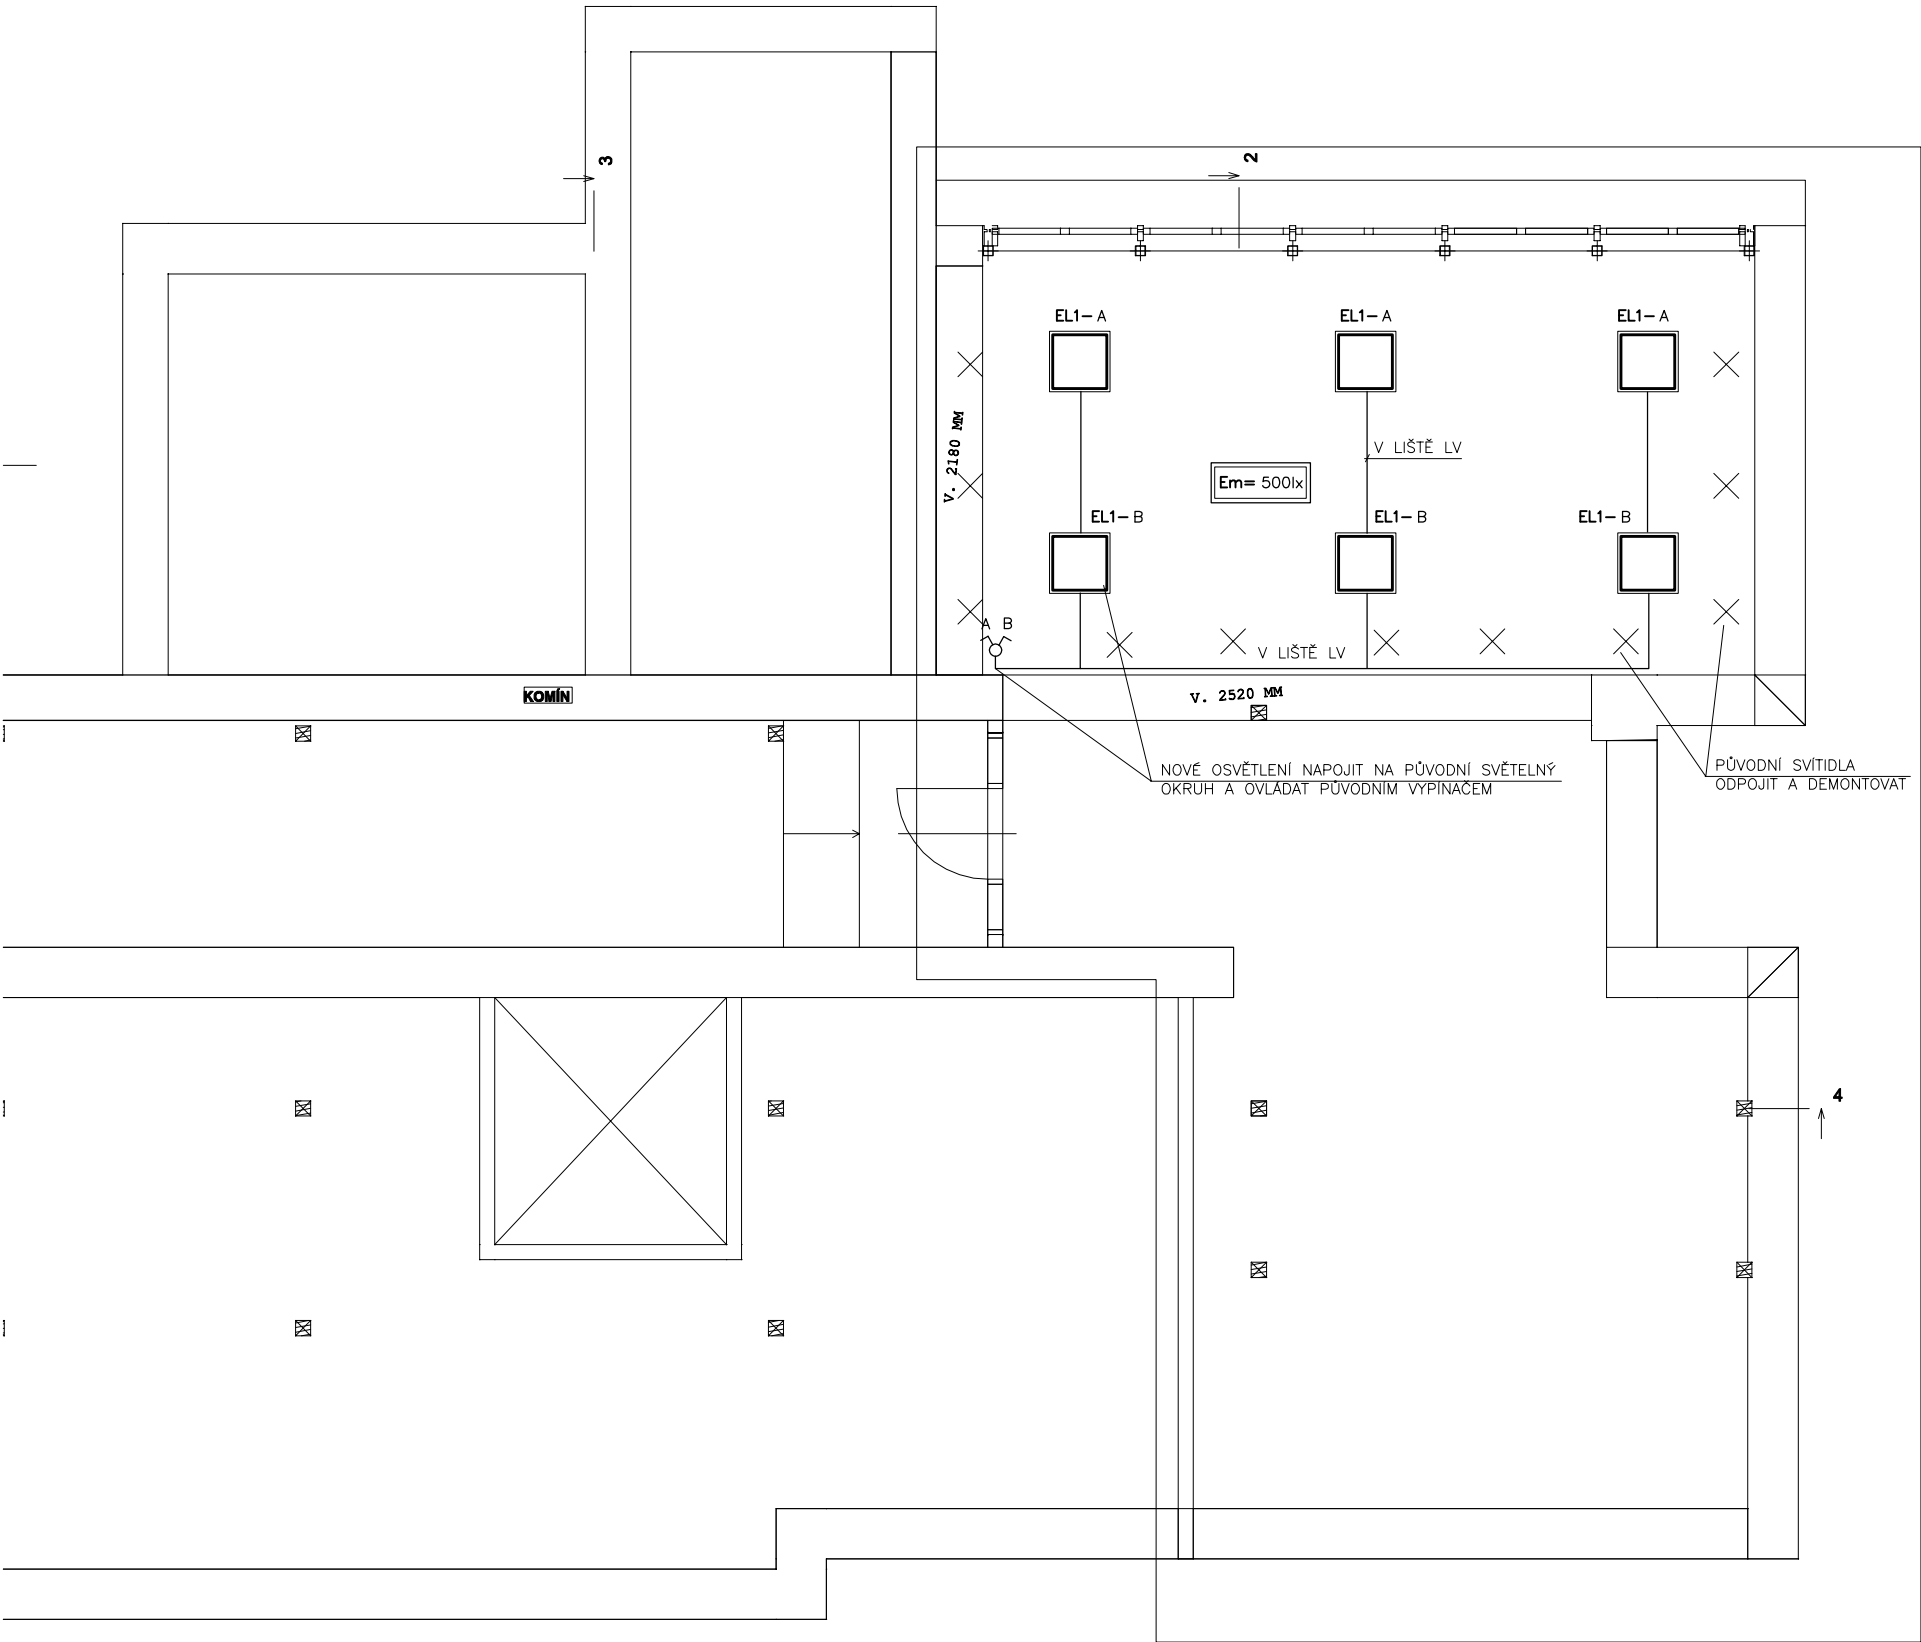 3
2
EL1-A
EL1-A
EL1-A
V. 2180 MM
V LIŠTĚ LV
Em= 500lx
EL1-B
EL1-B
EL1-B
A B
V LIŠTĚ LV
KOMÍN
V. 2520 MM
NOVÉ OSVĚTLENÍ NAPOJIT NA PŮVODNÍ SVĚTELNÝ
OKRUH A OVLÁDAT PŮVODNÍM VYPÍNAČEM
PŮVODNÍ SVÍTIDLA
ODPOJIT A DEMONTOVAT
4